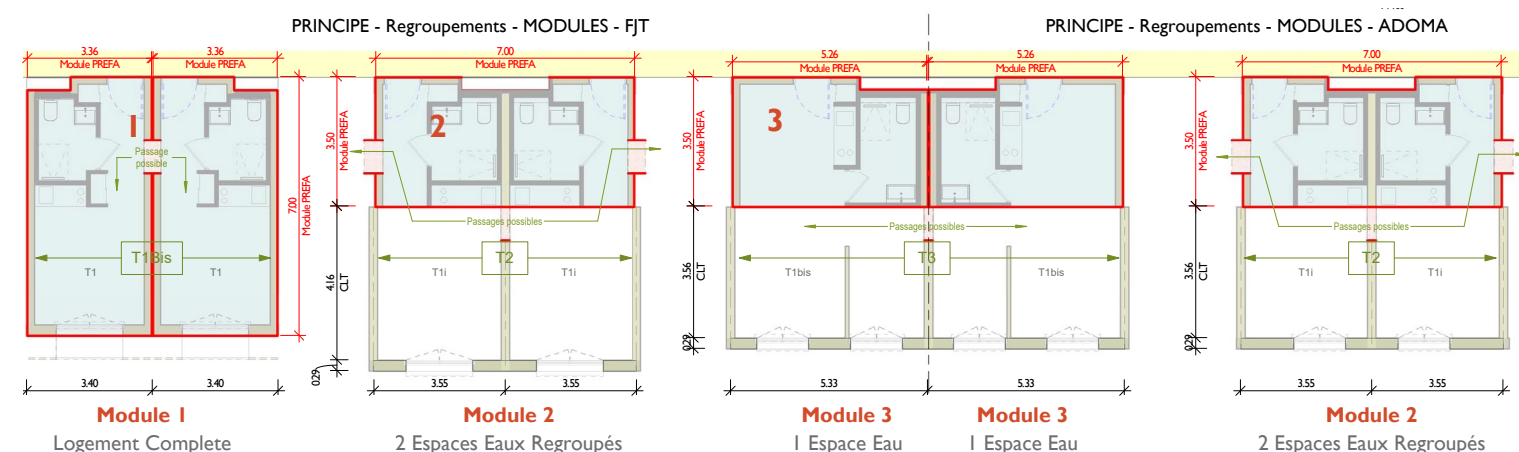 PRINCIPE - Regroupements - MODULES - FJT
PRINCIPE - Regroupements - MODULES - ADOMA
3.36
3.36
Module PREFA
Module PREFA
7.00
Module PREFA
5.26
5.26
Module PREFA
Module PREFA
7.00
Module PREFA
1
Passage
possible
7.00
Module PREFA
T1Bis
T1
T1
3.40
3.40
Module 1
Logement Complete
3.50
Module PREFA
2
Passages possibles
T2
T1i
T1i
4.16
CLT
0.29
3.55
3.55
Module 2
2 Espaces Eaux Regroupés
3.50
Module PREFA
3
Passages possibles
T3
T1bis
T1bis
3.56
CLT
0.29
5.33
5.33
Module 3
Module 3
1 Espace Eau
1 Espace Eau
3.50
Module PREFA
Passages possibles
T2
T1i
T1i
3.56
CLT
0.29
3.55
3.55
Module 2
2 Espaces Eaux Regroupés